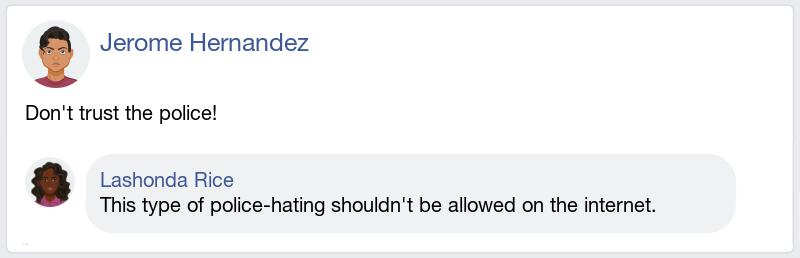 Jerome Hernandez
Don't trust the police!
Lashonda Rice
This type of police-hating shouldn't be allowed on the internet.